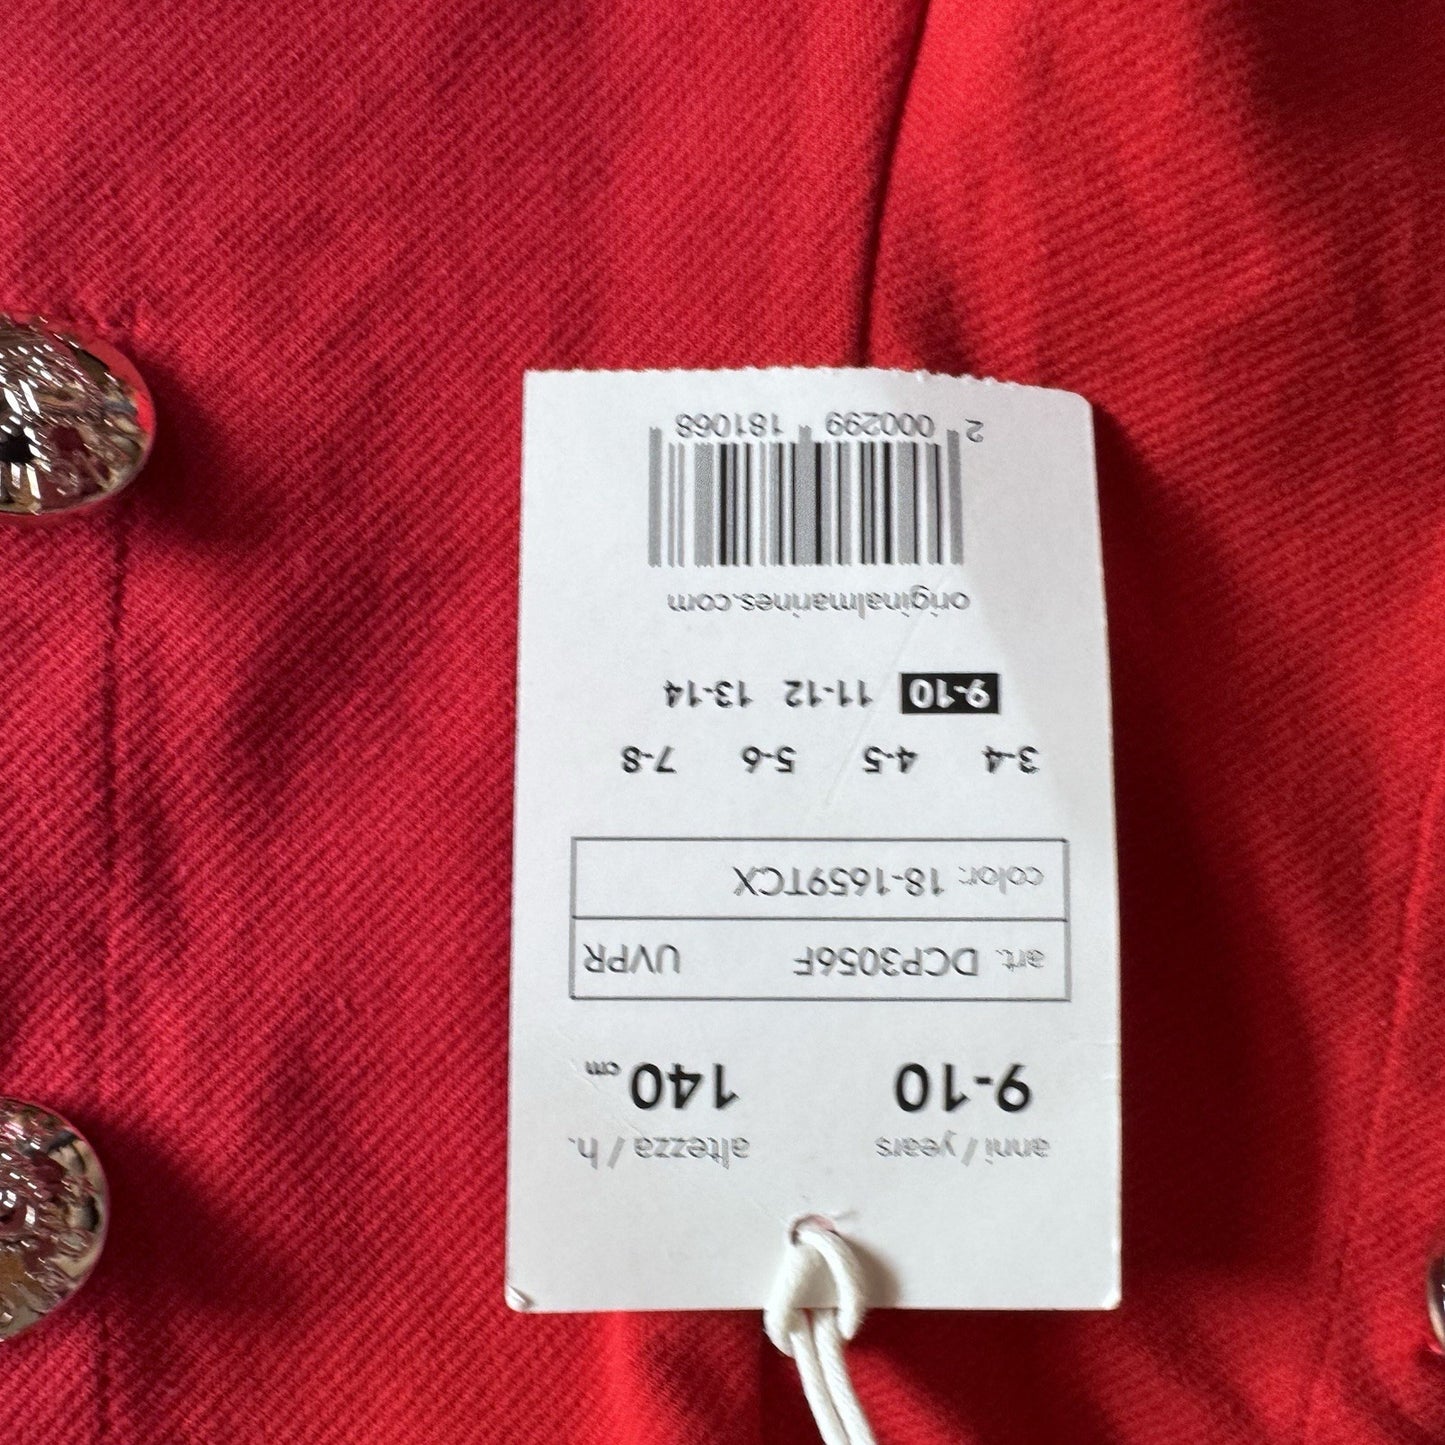 anni / years altezza / h.
9-10 140 cm
art. DCP3056F UVPR
color: 18-1659TCX
3-4 4-5 5-6 7-8
9-10 11-12 13-14
originalmarines.com
2 000299 181068